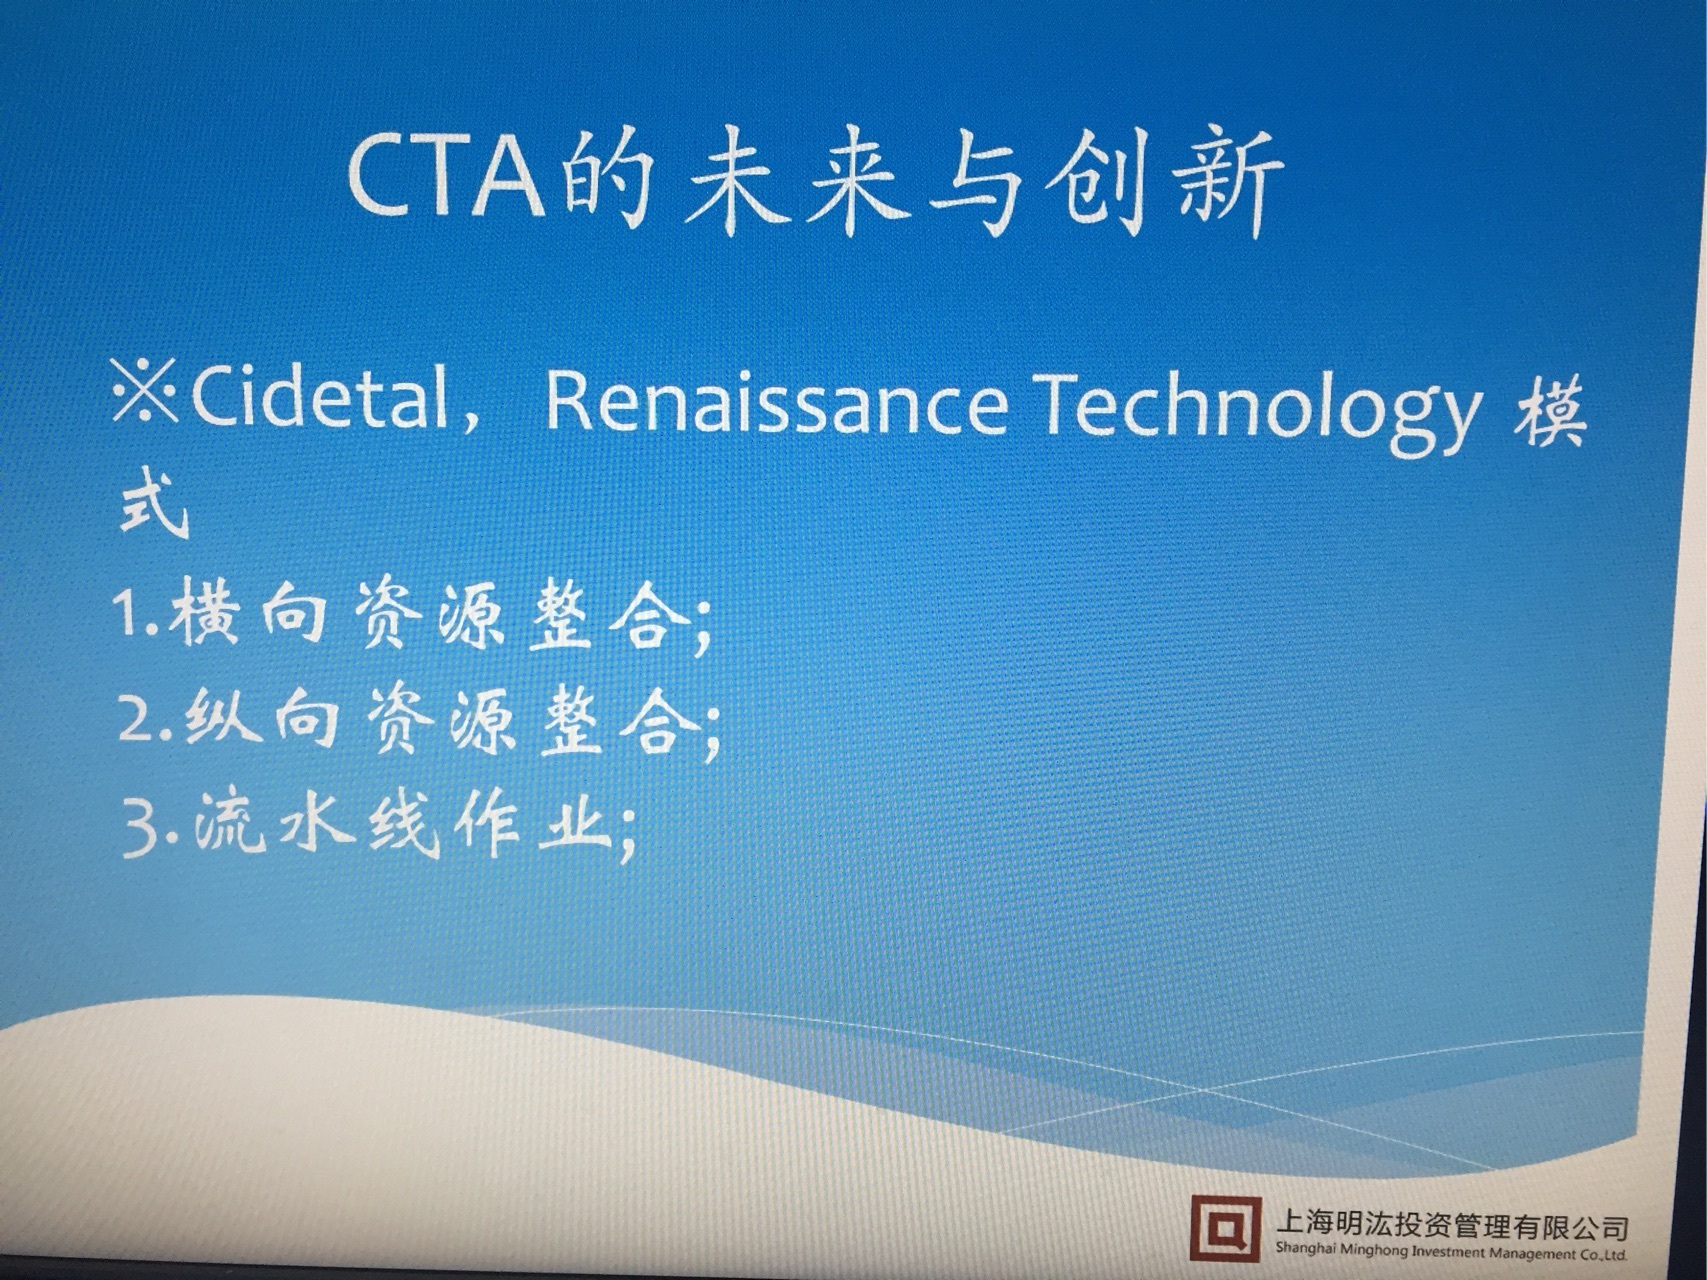 CTA的未来与创新
※Cidetal，Renaissance Technology 模
式
1.横向资源整合;
2.纵向资源整合;
3.流水线作业;
上海明汯投资管理有限公司
Shanghai Minghong Investment Management Co.,Ltd.